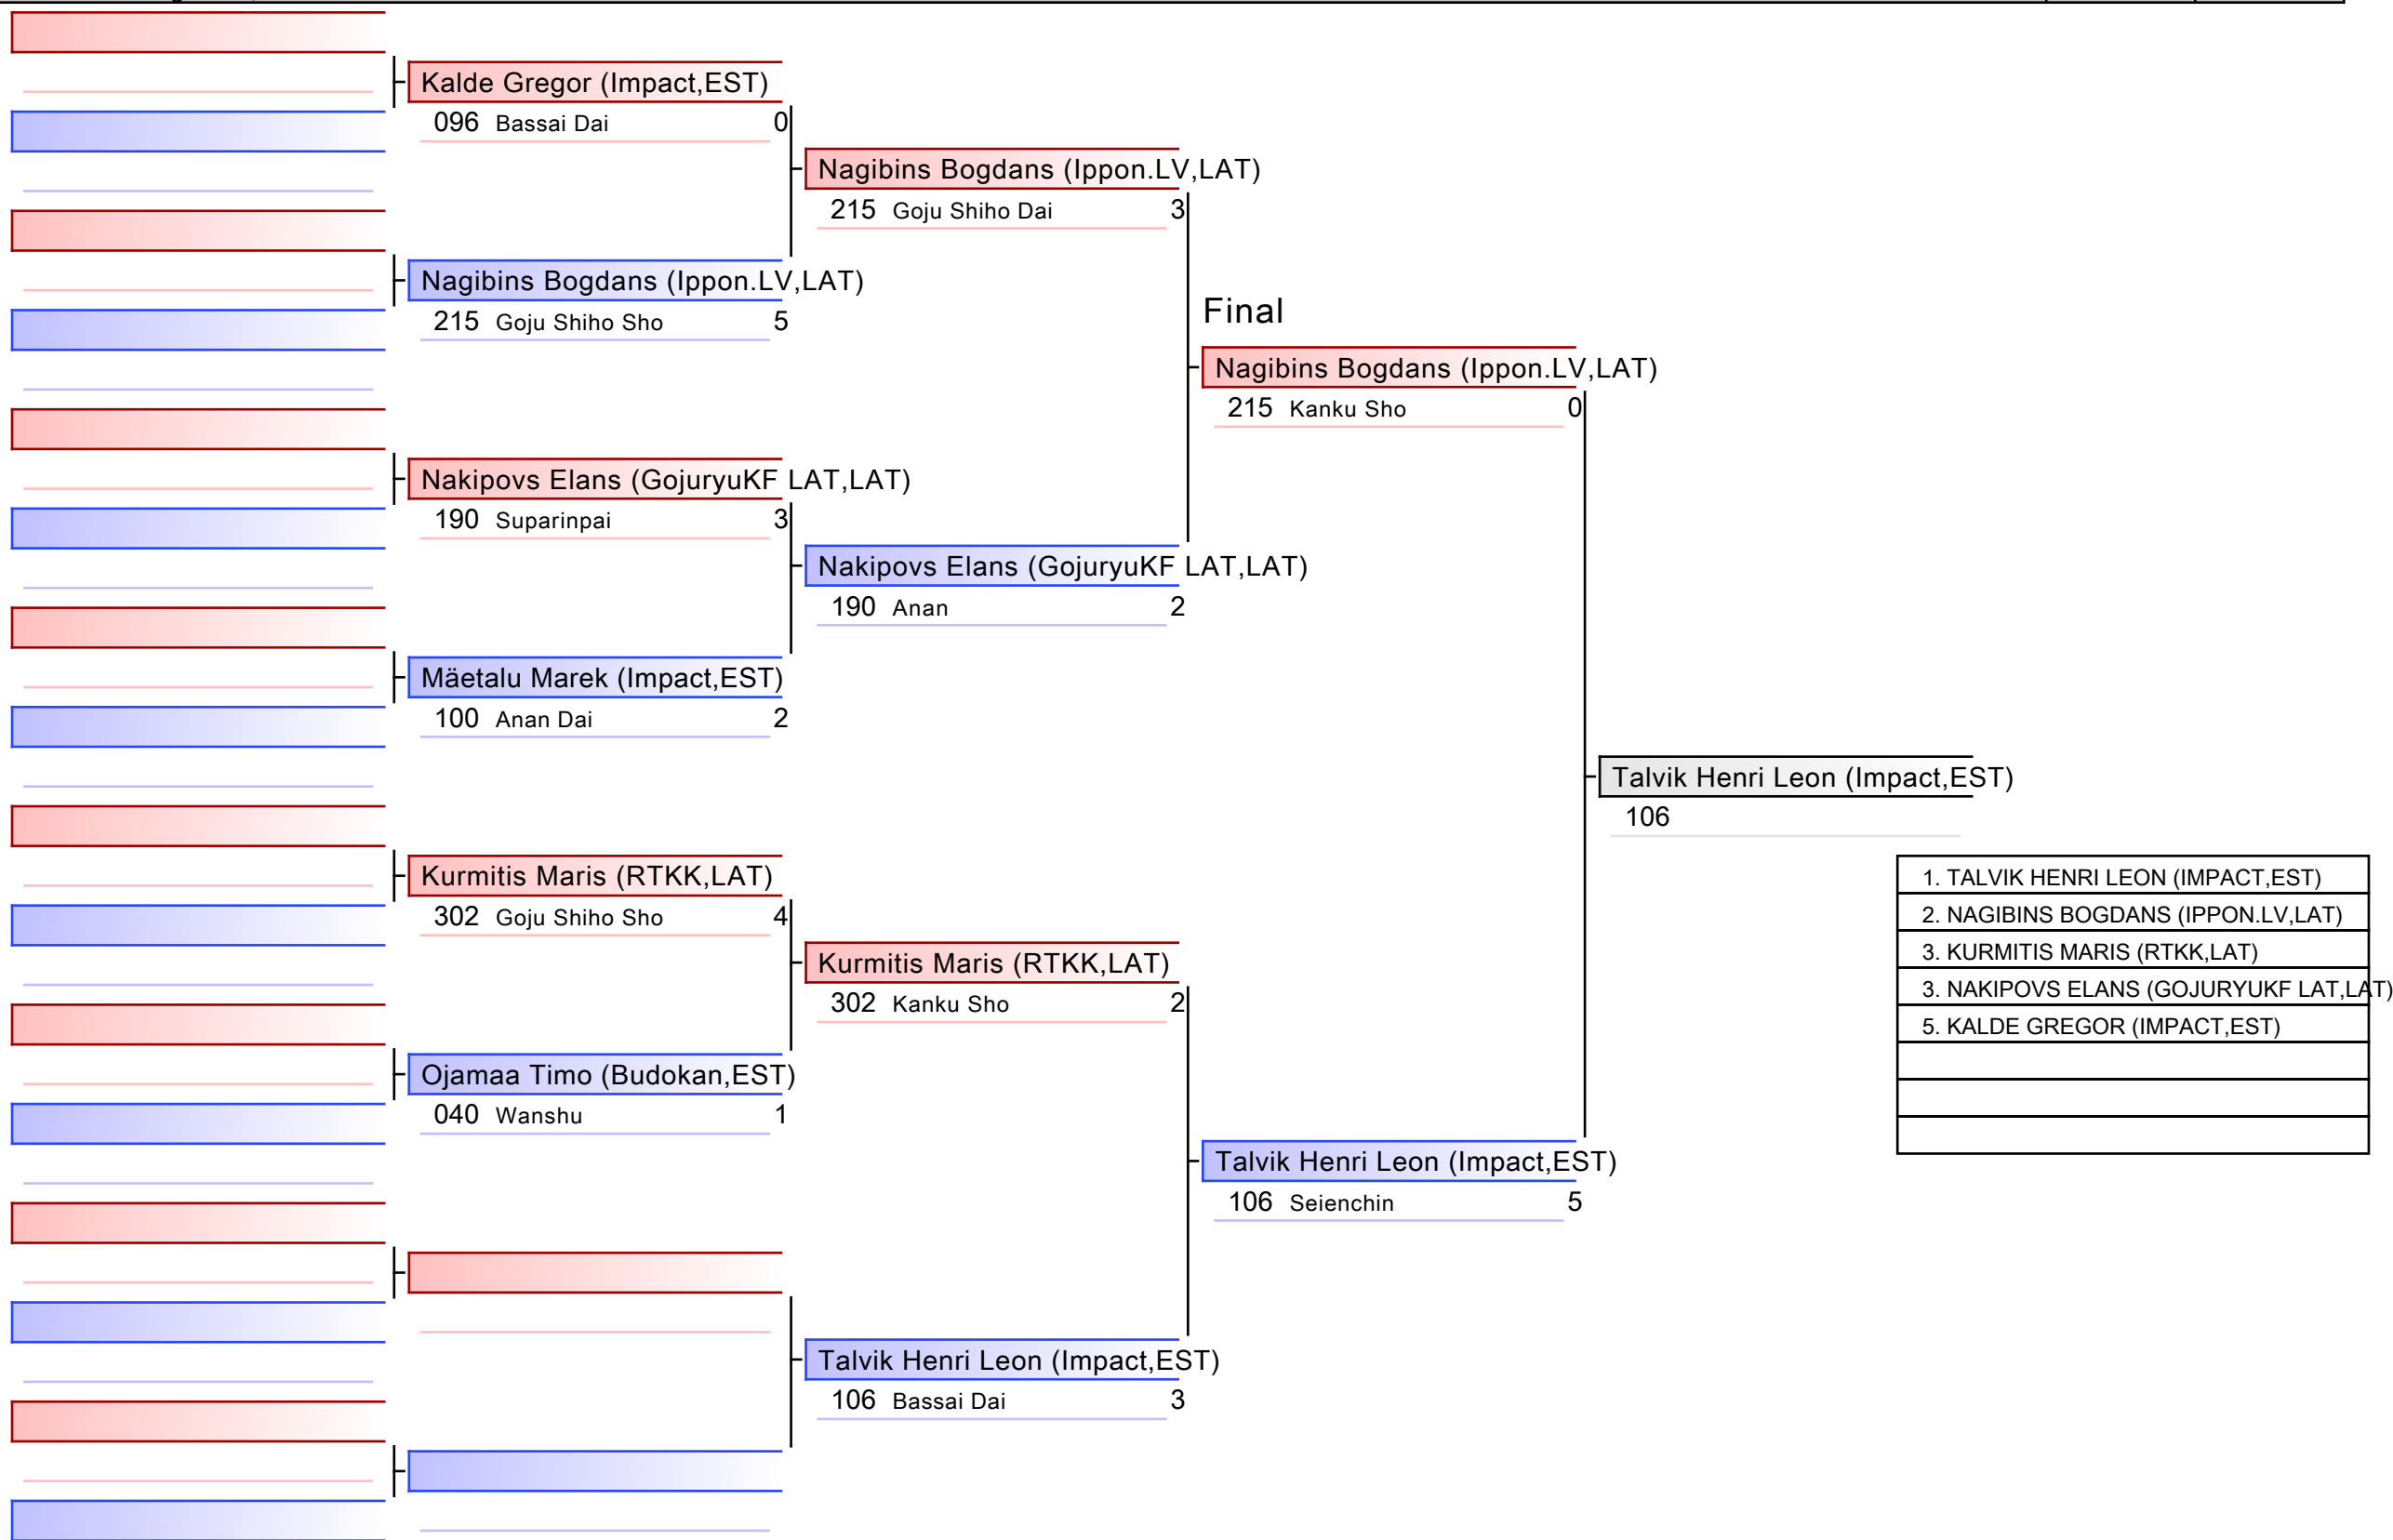 Kalde Gregor (Impact,EST)
096 Bassai Dai 0
Nagibins Bogdans (Ippon.LV,LAT)
215 Goju Shiho Dai 3
Nagibins Bogdans (Ippon.LV,LAT)
215 Goju Shiho Sho 5
Final
Nagibins Bogdans (Ippon.LV,LAT)
215 Kanku Sho 0
Nakipovs Elans (GojuryuKF LAT,LAT)
190 Suparinpai 3
Nakipovs Elans (GojuryuKF LAT,LAT)
190 Anan 2
Mäetalu Marek (Impact,EST)
100 Anan Dai 2
Talvik Henri Leon (Impact,EST)
106
Kurmitis Maris (RTKK,LAT)
302 Goju Shiho Sho 4
Kurmitis Maris (RTKK,LAT)
302 Kanku Sho 2
Ojamaa Timo (Budokan,EST)
040 Wanshu 1
Talvik Henri Leon (Impact,EST)
106 Seienchin 5
Talvik Henri Leon (Impact,EST)
106 Bassai Dai 3
1. TALVIK HENRI LEON (IMPACT,EST)
2. NAGIBINS BOGDANS (IPPON.LV,LAT)
3. KURMITIS MARIS (RTKK,LAT)
3. NAKIPOVS ELANS (GOJURYUKF LAT,LAT)
5. KALDE GREGOR (IMPACT,EST)